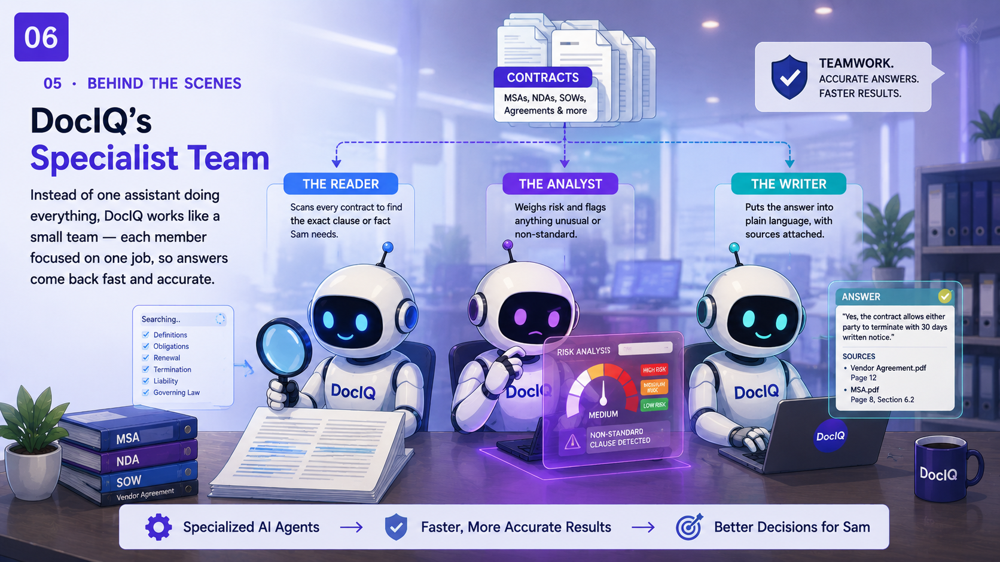 06
05 · BEHIND THE SCENES
DocIQ's
Specialist Team
Instead of one assistant doing
everything, DocIQ works like a
small team — each member
focused on one job, so answers
come back fast and accurate.
CONTRACTS
MSAs, NDAs, SOWs,
Agreements & more
TEAMWORK.
ACCURATE ANSWERS.
FASTER RESULTS.
THE READER
Scans every contract to find
the exact clause or fact
Sam needs.
THE ANALYST
Weighs risk and flags
anything unusual or
non-standard.
THE WRITER
Puts the answer into
plain language, with
sources attached.
Searching..
Definitions
Obligations
Renewal
Termination
Liability
Governing Law
MSA
NDA
SOW
Vendor Agreement
DocIQ
DocIQ
RISK ANALYSIS
HIGH RISK
MEDIUM
LOW RISK
MEDIUM
NON-STANDARD
CLAUSE DETECTED
DocIQ
DocIQ
ANSWER
"Yes, the contract allows either
party to terminate with 30 days
written notice."
SOURCES
• Vendor Agreement.pdf
Page 12
• MSA.pdf
Page 8, Section 6.2
DocIQ
Specialized AI Agents
Faster, More Accurate Results
Better Decisions for Sam